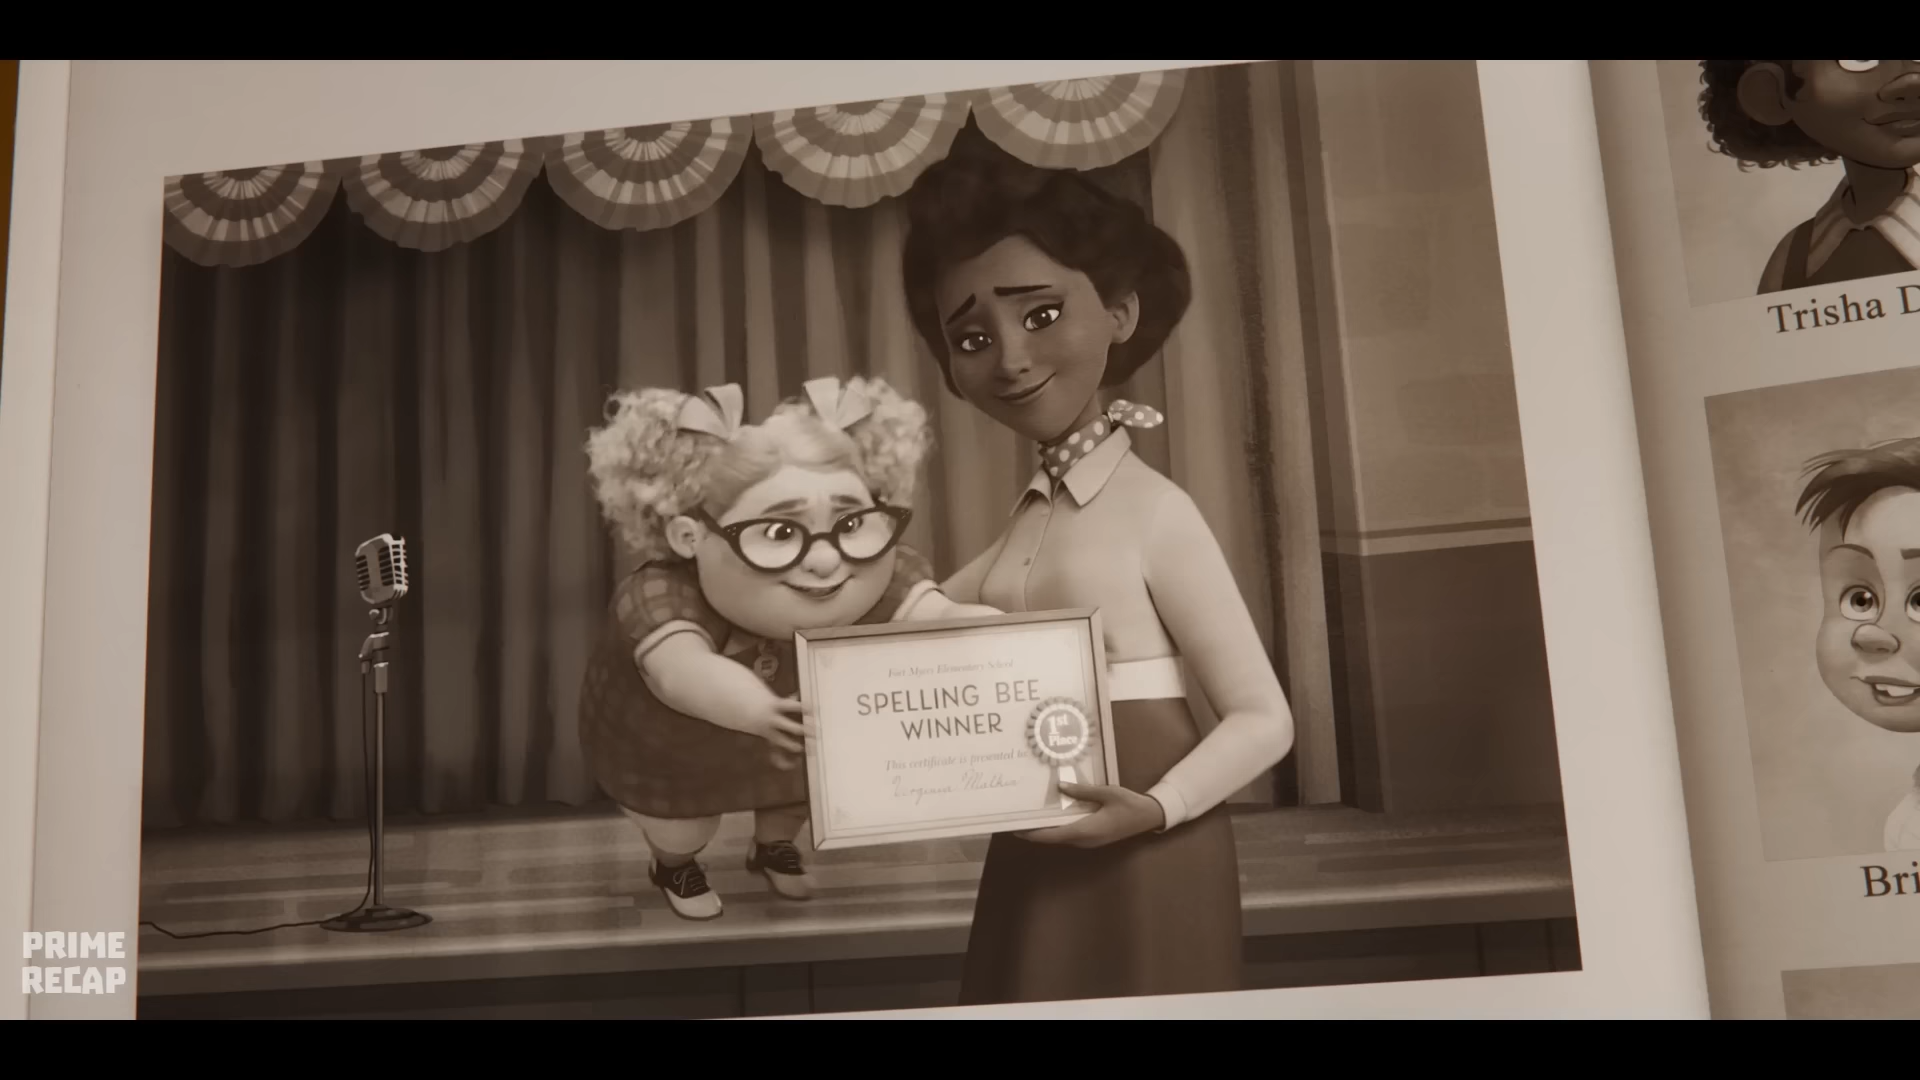 Fort Myers Elementary School
SPELLING BEE
WINNER
1st
Place
This certificate is presented to
Trisha D
Bri
PRIME
RECAP